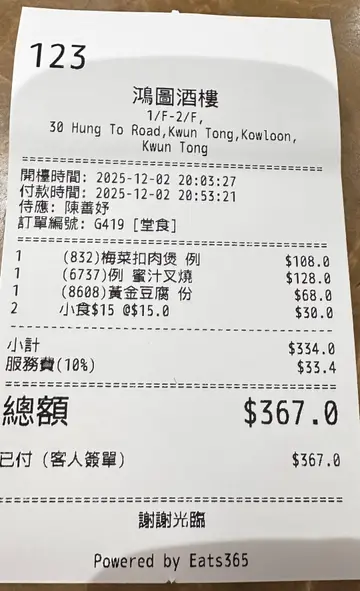 123
鴻圖酒樓
1/F-2/F,
30 Hung To Road,Kwun Tong,Kowloon,
Kwun Tong
開檯時間: 2025-12-02 20:03:27
付款時間: 2025-12-02 20:53:21
侍應: 陳善妤
訂單編號: G419 [堂食]
1 (832)梅菜扣肉煲 例 $108.0
1 (6737)例 蜜汁叉燒 $128.0
1 (8608)黃金豆腐 份 $68.0
2 小食$15 @$15.0 $30.0
小計 $334.0
服務費(10%) $33.4
總額 $367.0
已付 (客人簽單) $367.0
謝謝光臨
Powered by Eats365